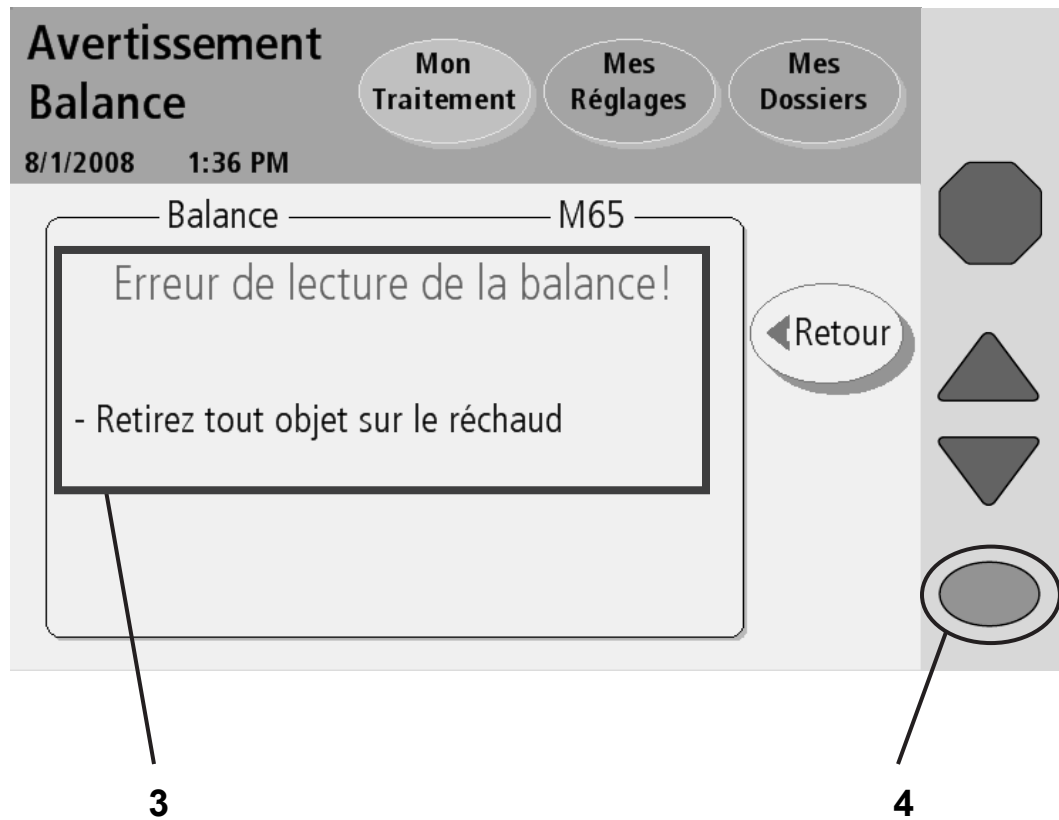 Avertissement
Balance
8/1/2008 1:36 PM
Mon
Traitement
Mes
Réglages
Mes
Dossiers
Balance M65
Erreur de lecture de la balance!
- Retirez tout objet sur le réchaud
Retour
3
4